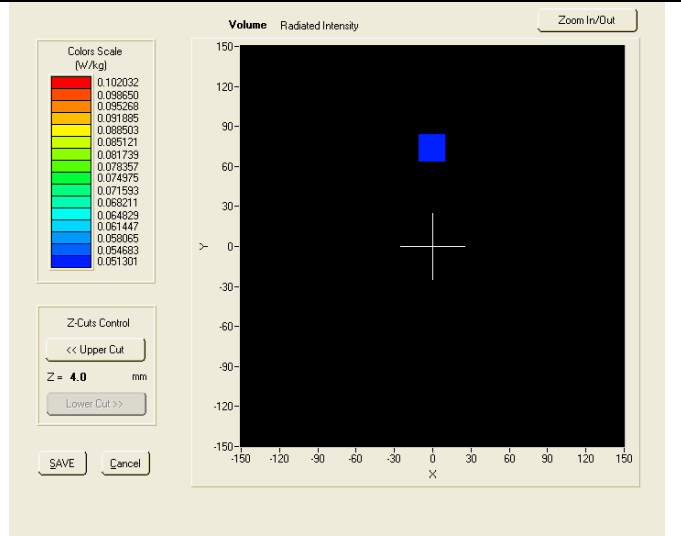 Volume Radiated Intensity
Zoom In/Out
Colors Scale
(W/kg)
0.102032
0.098650
0.095268
0.091885
0.088503
0.085121
0.081739
0.078357
0.074975
0.071593
0.068211
0.064829
0.061447
0.058065
0.054683
0.051301
Z-Cuts Control
<< Upper Cut
Z = 4.0 mm
Lower Cut >>
SAVE Cancel
150
120
90
60
30
Y 0
-30
-60
-90
-120
-150
-150 -120 -90 -60 -30 0 30 60 90 120 150
X